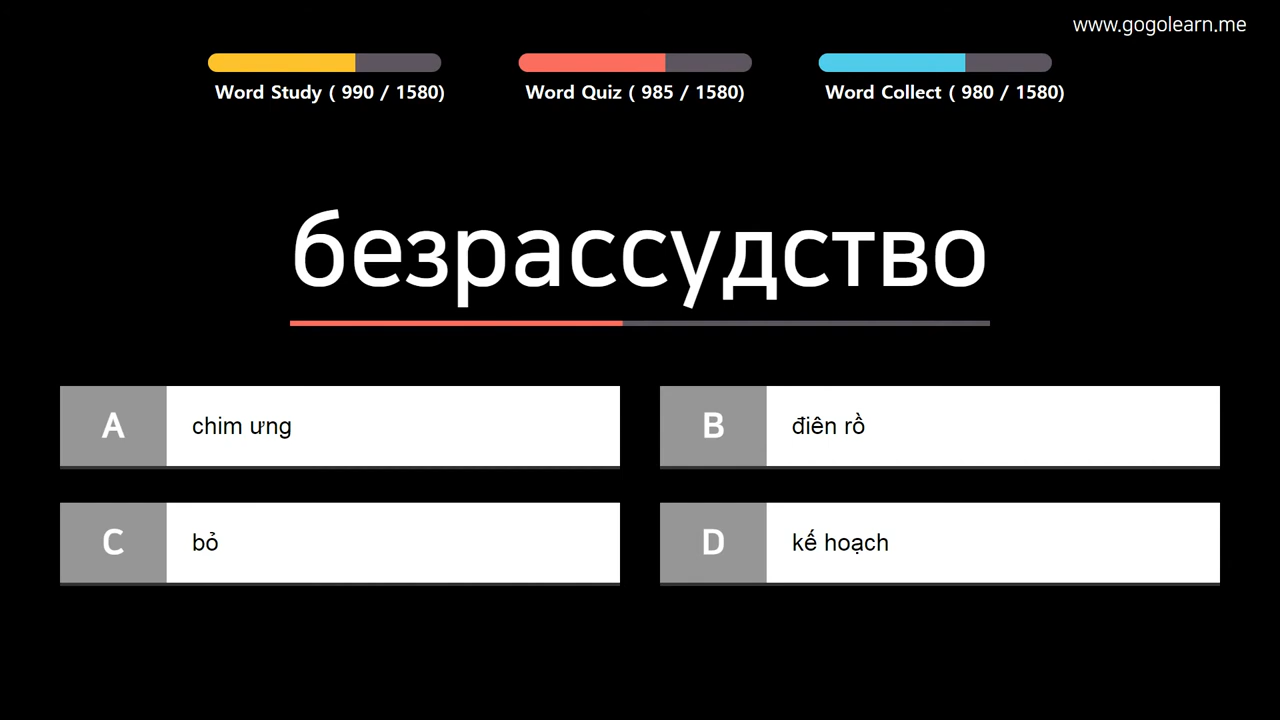 www.gogolearn.me
Word Study ( 990 / 1580)
Word Quiz ( 985 / 1580)
Word Collect ( 980 / 1580)
безрассудство
A chim ưng
B điên rồ
C bỏ
D kế hoạch